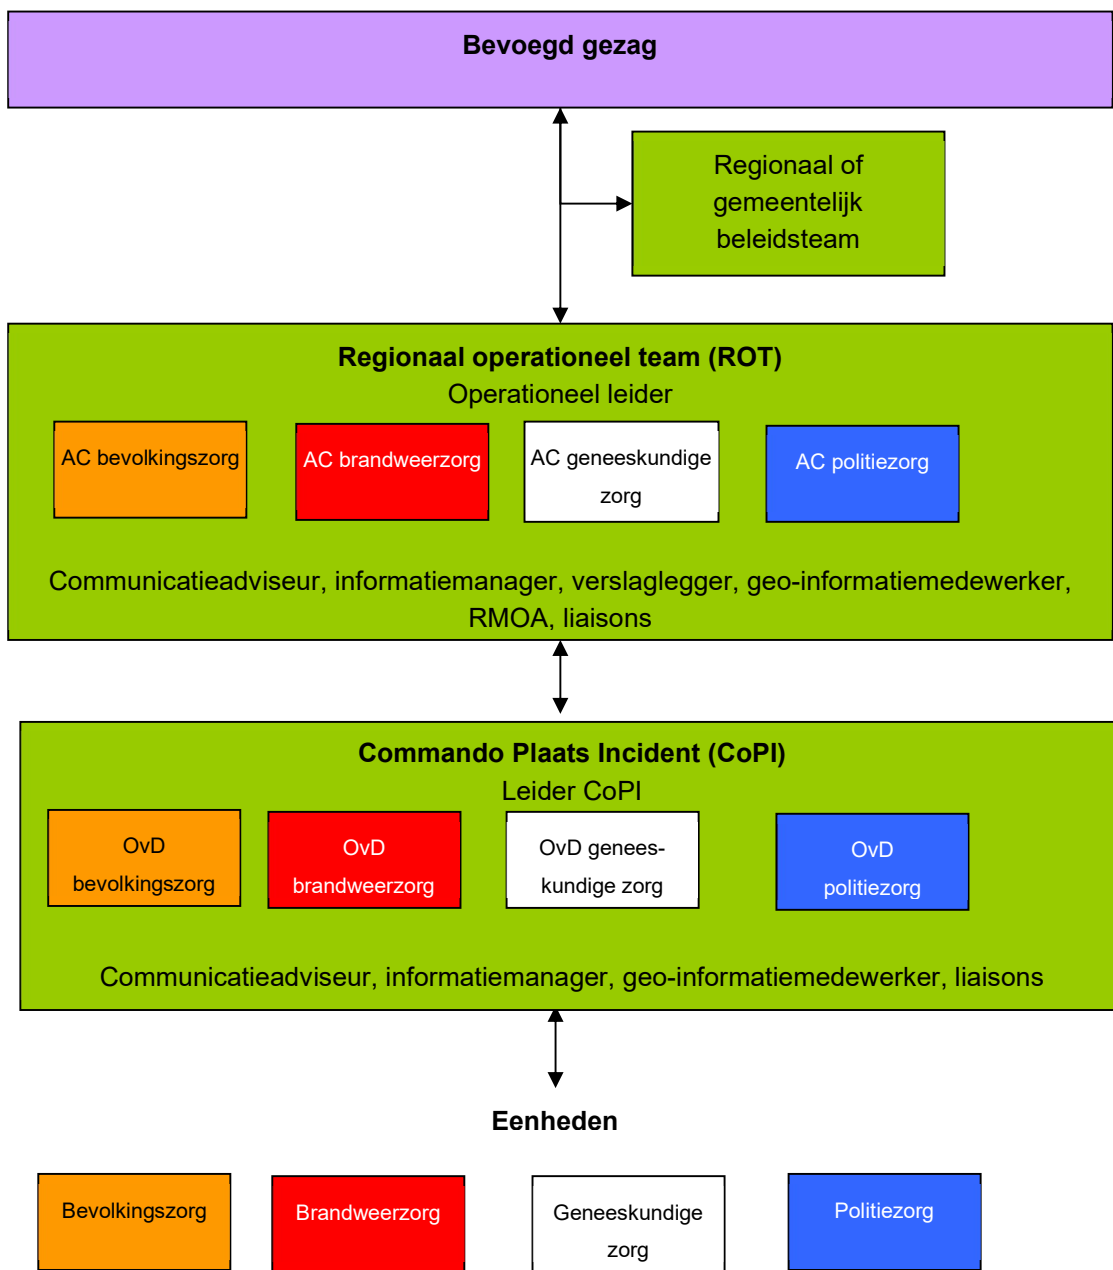 Bevoegd gezag
Regionaal of
gemeentelijk
beleidsteam
Regionaal operationeel team (ROT)
Operationeel leider
AC bevolkingszorg
AC brandweerzorg
AC geneeskundige
zorg
AC politiezorg
Communicatieadviseur, informatiemanager, verslaglegger, geo-informatiemedewerker,
RMOA, liaisons
Commando Plaats Incident (CoPI)
Leider CoPI
OvD
bevolkingszorg
OvD
brandweerzorg
OvD genees-
kundige zorg
OvD
politiezorg
Communicatieadviseur, informatiemanager, geo-informatiemedewerker, liaisons
Eenheden
Bevolkingszorg
Brandweerzorg
Geneeskundige
zorg
Politiezorg